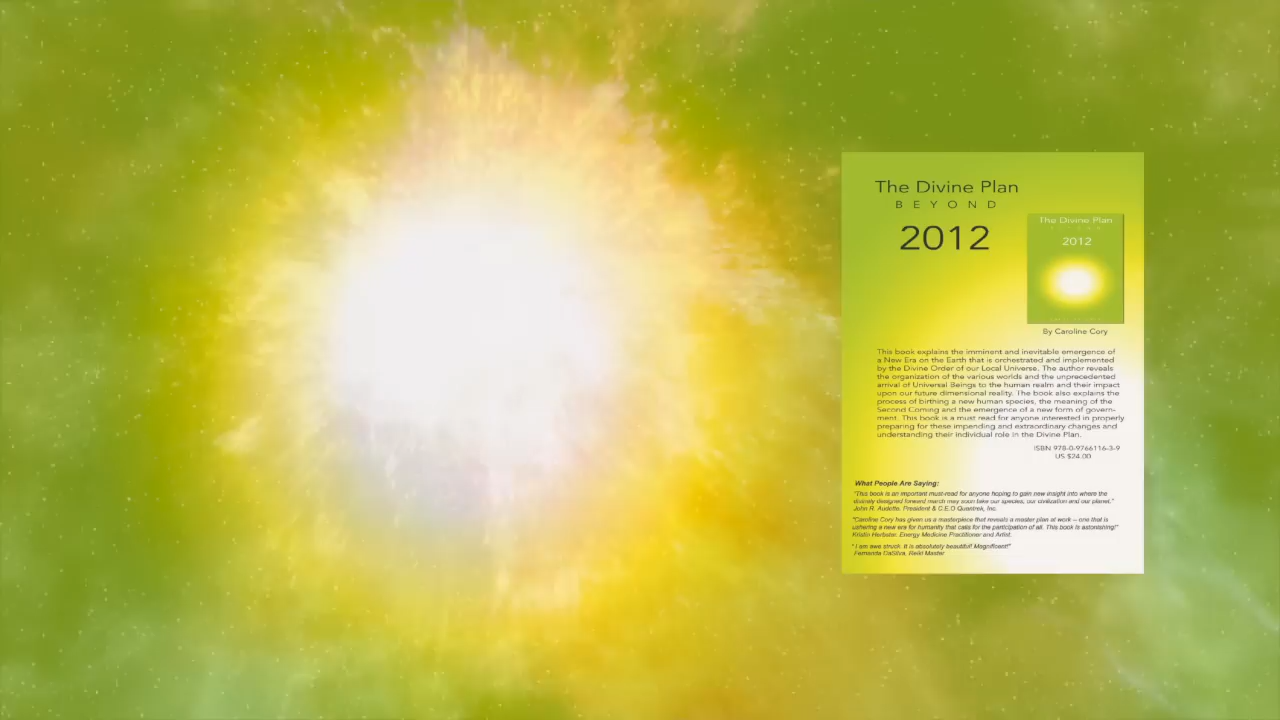 The Divine Plan
BEYOND
2012
The Divine Plan
2012
By Caroline Cory
This book explains the imminent and inevitable emergence of
a New Era on the Earth that is orchestrated and implemented
by the Divine Order of our Local Universe. The author reveals
the organization of the various worlds and the unprecedented
arrival of Universal Beings to the human realm and their impact
upon our future dimensional reality. The book also explains the
process of birthing a new human species, the meaning of the
Second Coming and the emergence of a new form of govern-
ment. This book is a must read for anyone interested in properly
preparing for these impending and extraordinary changes and
understanding their individual role in the Divine Plan.
ISBN 978-0-9766116-3-9
US $24.00
What People Are Saying:
"This book is an important must-read for anyone hoping to gain new insight into where the
divinely designed forward march may soon take our species, our civilization and our planet."
John R. Audette, President & C.E.O Quantrek, Inc.
"Caroline Cory has given us a masterpiece that reveals a master plan at work -- one that is
ushering a new era for humanity that calls for the participation of all. This book is astonishing!"
Kristin Herbster, Energy Medicine Practitioner and Artist.
" I am awe struck. It is absolutely beautiful! Magnificent!"
Fernanda DaSilva, Reiki Master